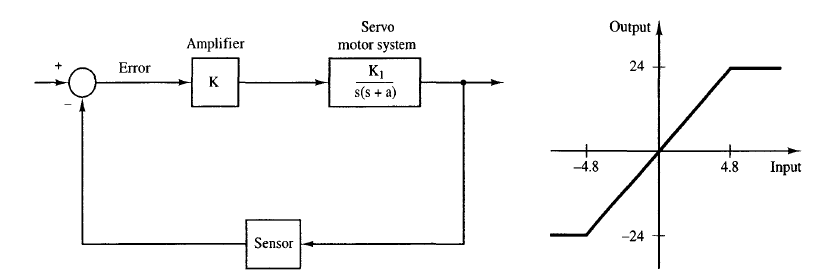 Servo
motor system
Amplifier
+
Error
K
K₁
s(s + a)
−
Sensor
Output
24
−4.8
4.8
Input
−24